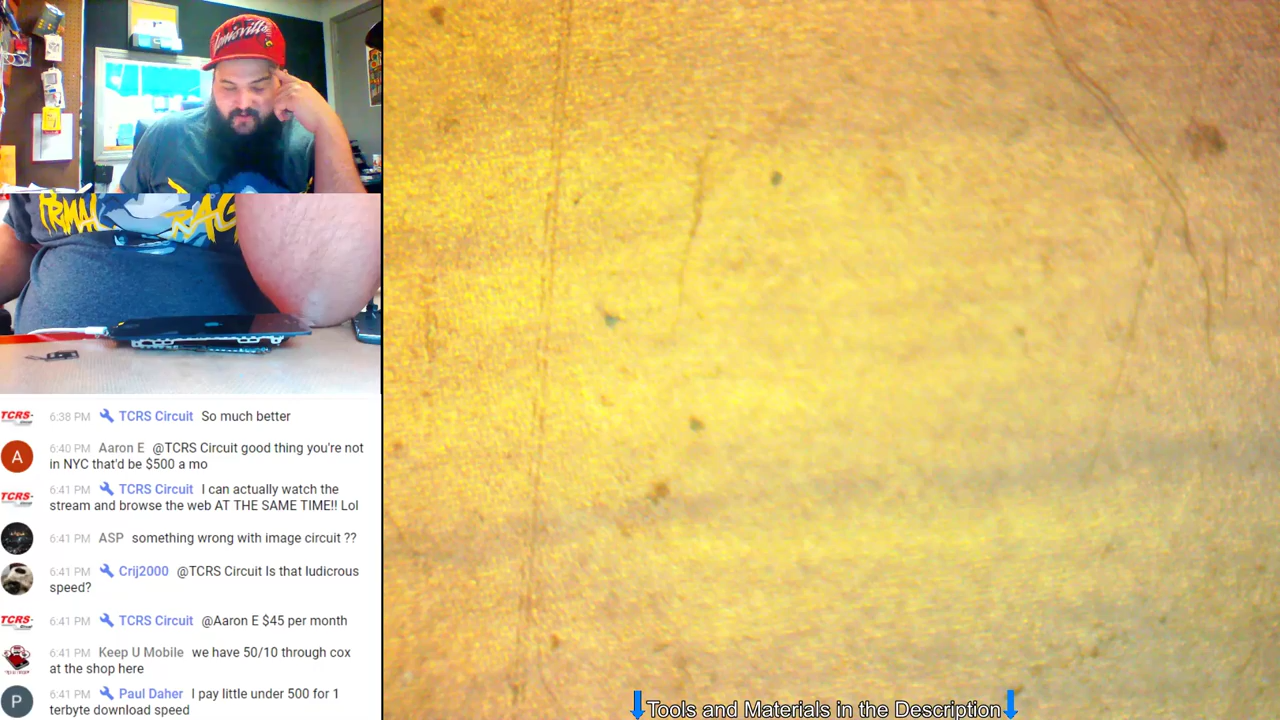 Louisville
PRIMAL RAGE
TCRS 6:38 PM TCRS Circuit So much better
A 6:40 PM Aaron E @TCRS Circuit good thing you're not
in NYC that'd be $500 a mo
TCRS 6:41 PM TCRS Circuit I can actually watch the
stream and browse the web AT THE SAME TIME!! Lol
6:41 PM ASP something wrong with image circuit ??
6:41 PM Crij2000 @TCRS Circuit Is that ludicrous
speed?
TCRS 6:41 PM TCRS Circuit @Aaron E $45 per month
6:41 PM Keep U Mobile we have 50/10 through cox
at the shop here
P 6:41 PM Paul Daher I pay little under 500 for 1
terbyte download speed
Tools and Materials in the Description